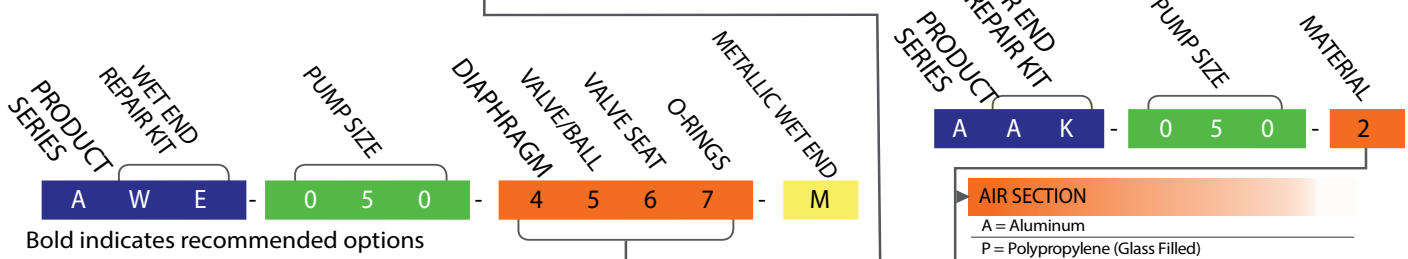 PRODUCT
SERIES
WET END
REPAIR KIT
PUMP SIZE
DIAPHRAGM
VALVE/BALL
VALVE SEAT
O-RINGS
METALLIC WET END
A W E - 0 5 0 - 4 5 6 7 - M
Bold indicates recommended options
PRODUCT
SERIES
R END
REPAIR KIT
PUMP SIZE
MATERIAL
A A K - 0 5 0 - 2
AIR SECTION
A = Aluminum
P = Polypropylene (Glass Filled)